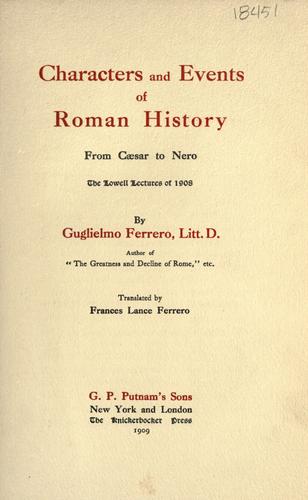 18451
Characters and Events
of
Roman History
From Cæsar to Nero
The Lowell Lectures of 1908
By
Guglielmo Ferrero, Litt. D.
Author of
"The Greatness and Decline of Rome," etc.
Translated by
Frances Lance Ferrero
G. P. Putnam's Sons
New York and London
The Knickerbocker Press
1909